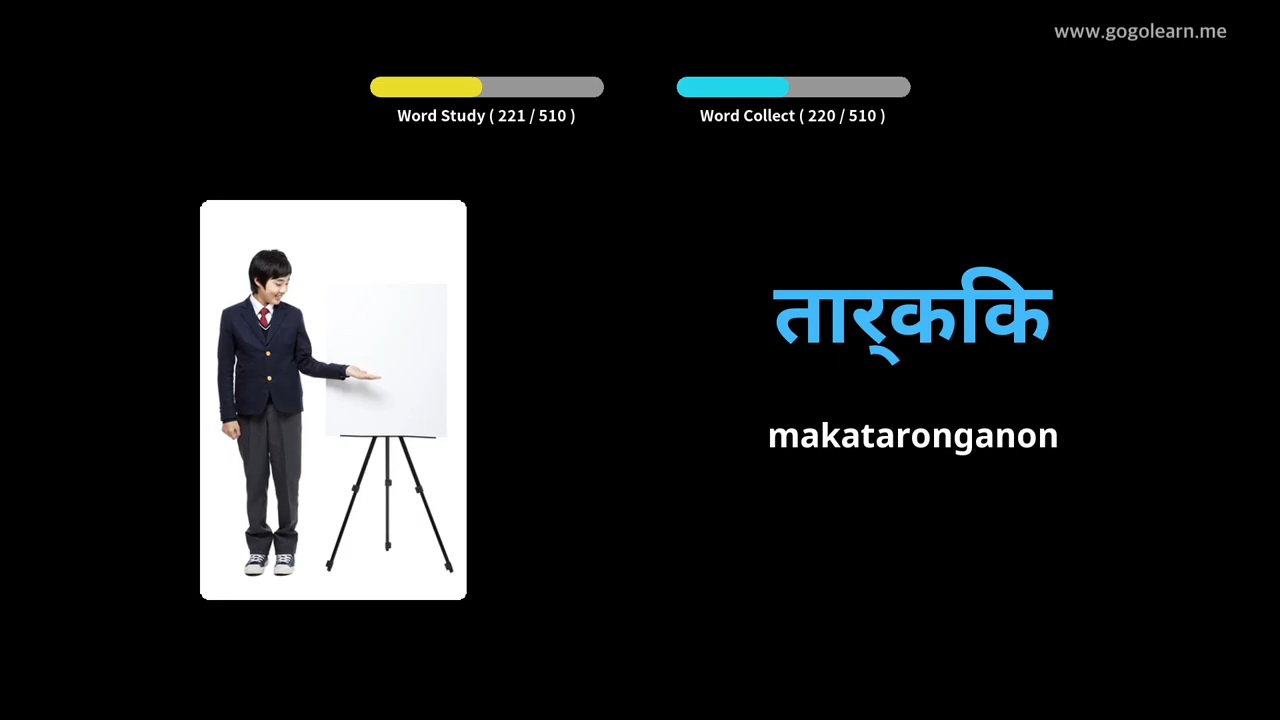 www.gogolearn.me
Word Study ( 221 / 510 )
Word Collect ( 220 / 510 )
तार्‌ककि
makataronganon